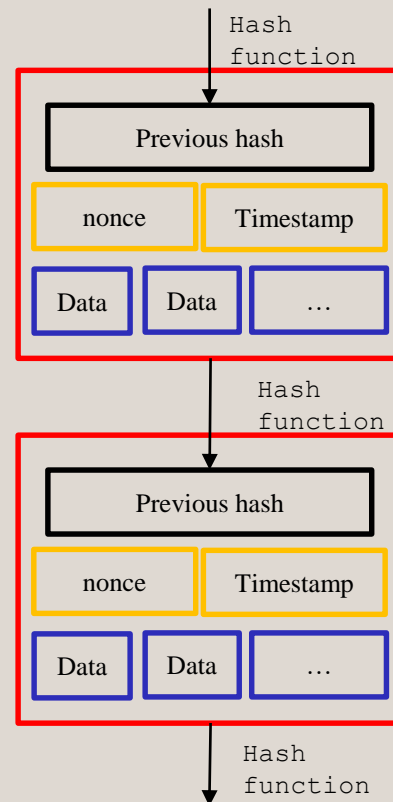 Hash
function
Previous hash
nonce Timestamp
Data Data …
Hash
function
Previous hash
nonce Timestamp
Data Data …
Hash
function